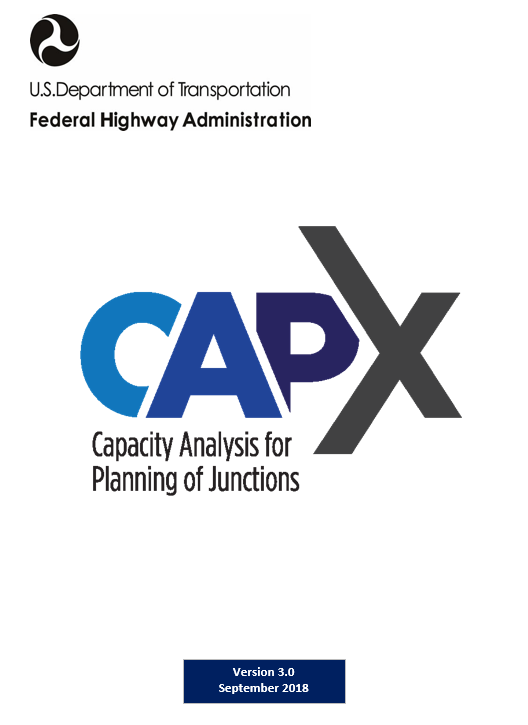 U.S.Department of Transportation
Federal Highway Administration
CAPX
Capacity Analysis for
Planning of Junctions
Version 3.0
September 2018